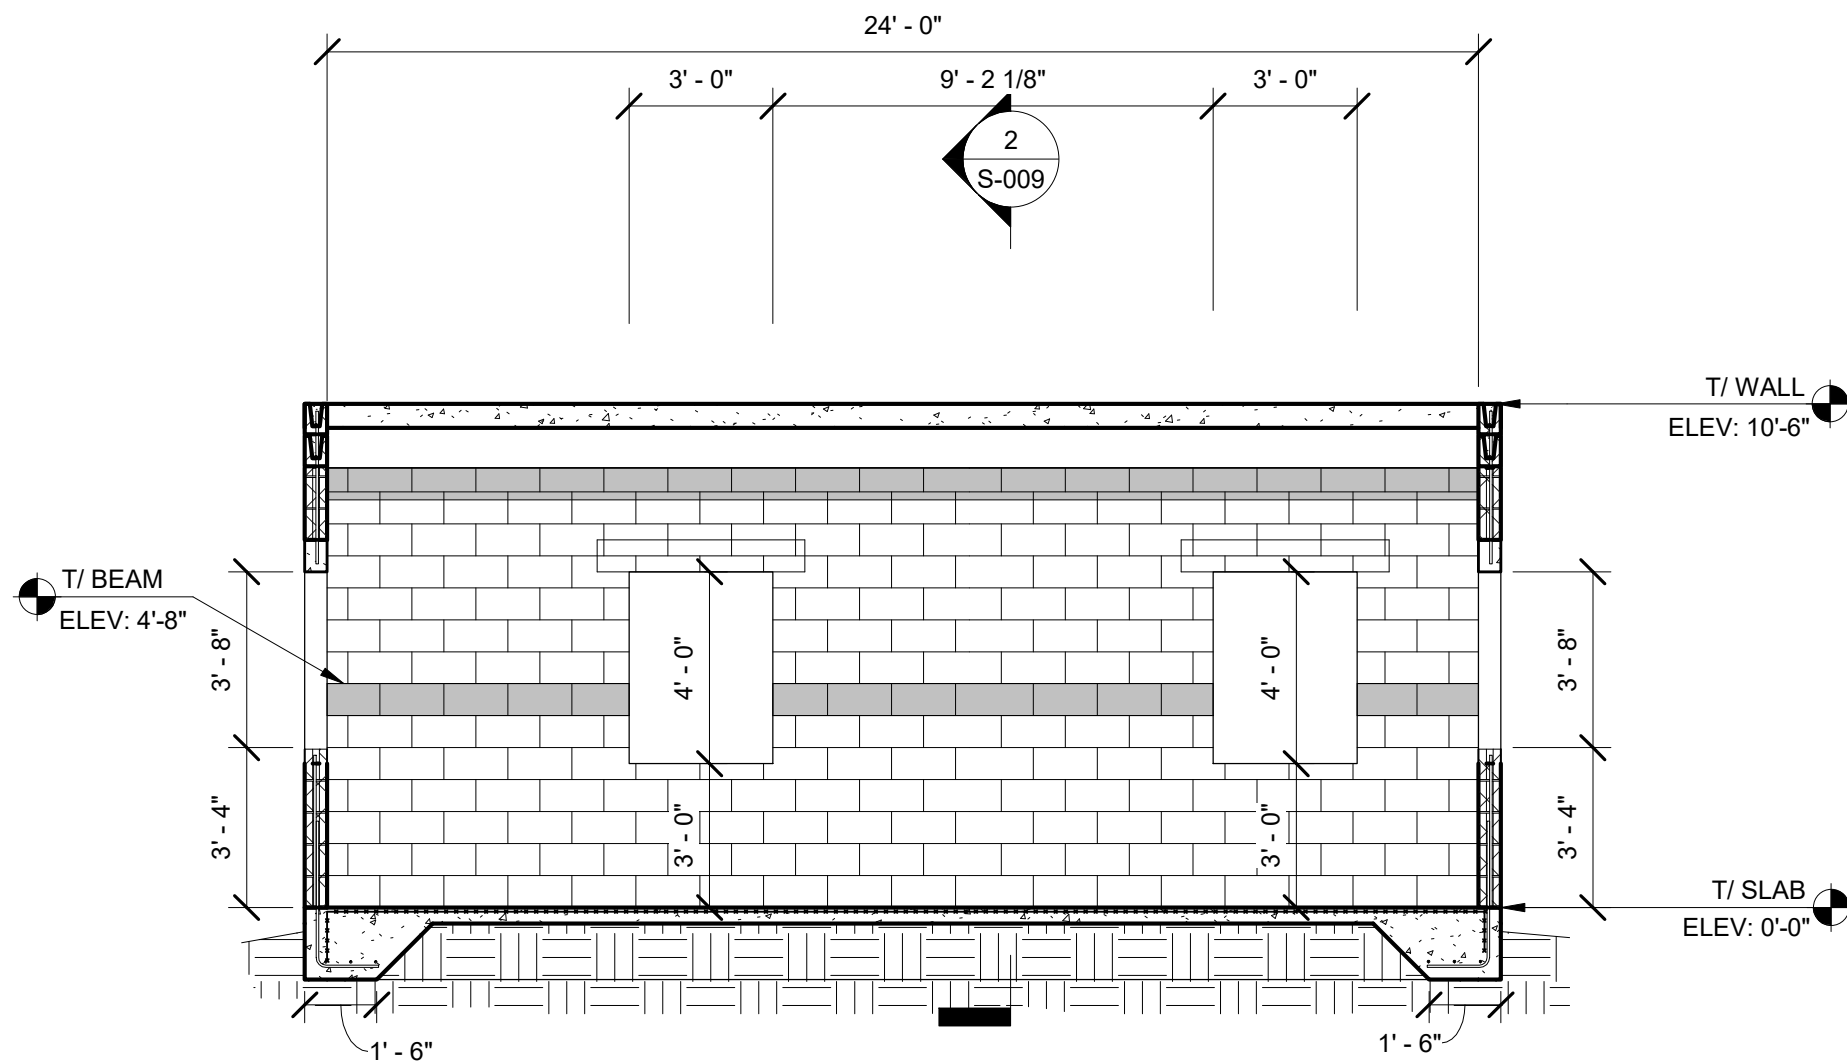 24' - 0"
3' - 0"
9' - 2 1/8"
3' - 0"
2
S-009
T/ WALL
ELEV: 10'-6"
T/ BEAM
ELEV: 4'-8"
3' - 8"
4' - 0"
4' - 0"
3' - 8"
3' - 4"
3' - 0"
3' - 0"
3' - 4"
T/ SLAB
ELEV: 0'-0"
1' - 6"
1' - 6"